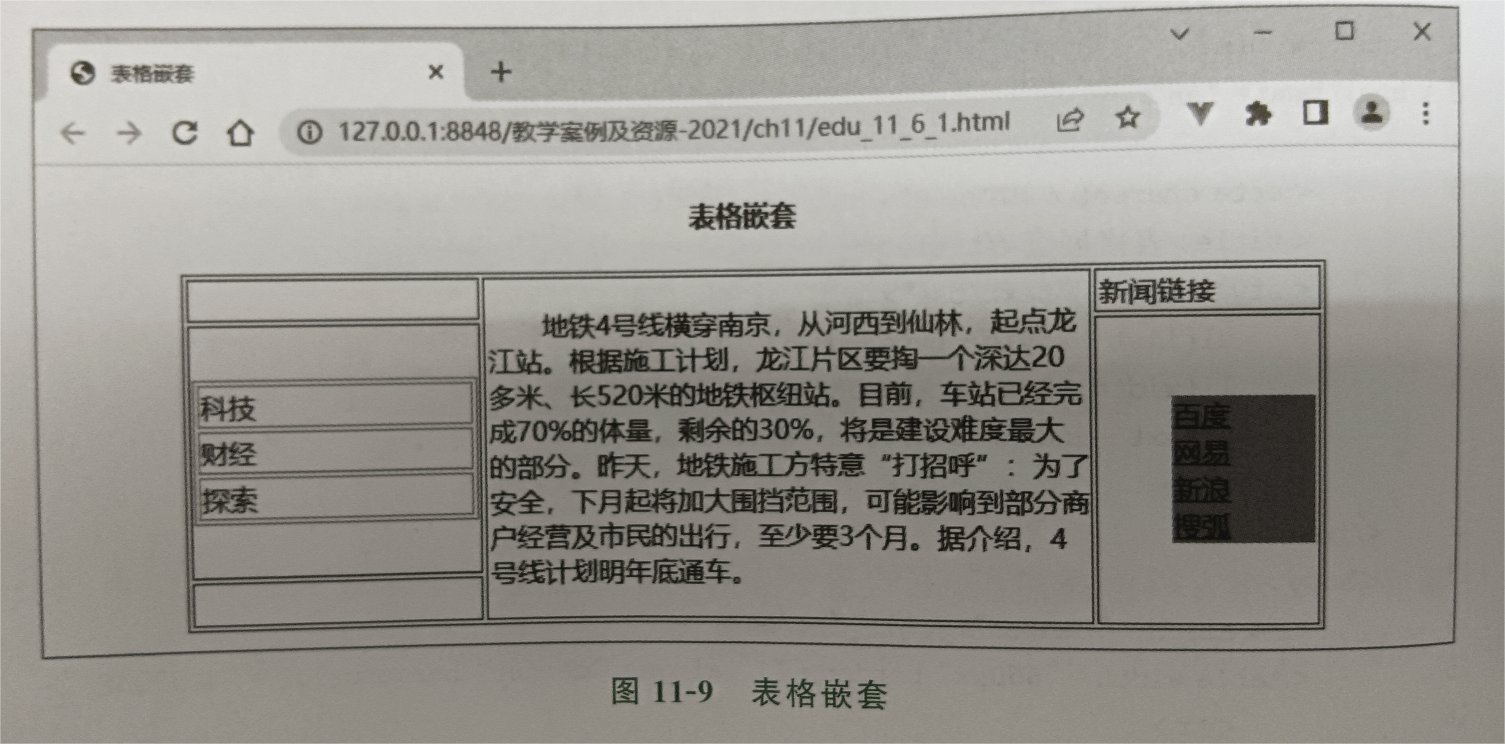 表格嵌套
127.0.0.1:8848/教学案例及资源-2021/ch11/edu_11_6_1.html
表格嵌套
科技
财经
探索
地铁4号线横穿南京，从河西到仙林，起点龙
江站。根据施工计划，龙江片区要掏一个深达20
多米、长520米的地铁枢纽站。目前，车站已经完
成70%的体量，剩余的30%，将是建设难度最大
的部分。昨天，地铁施工方特意“打招呼”：为了
安全，下月起将加大围挡范围，可能影响到部分商
户经营及市民的出行，至少要3个月。据介绍，4
号线计划明年底通车。
新闻链接
百度
网易
新浪
搜弧
图 11-9 表格嵌套